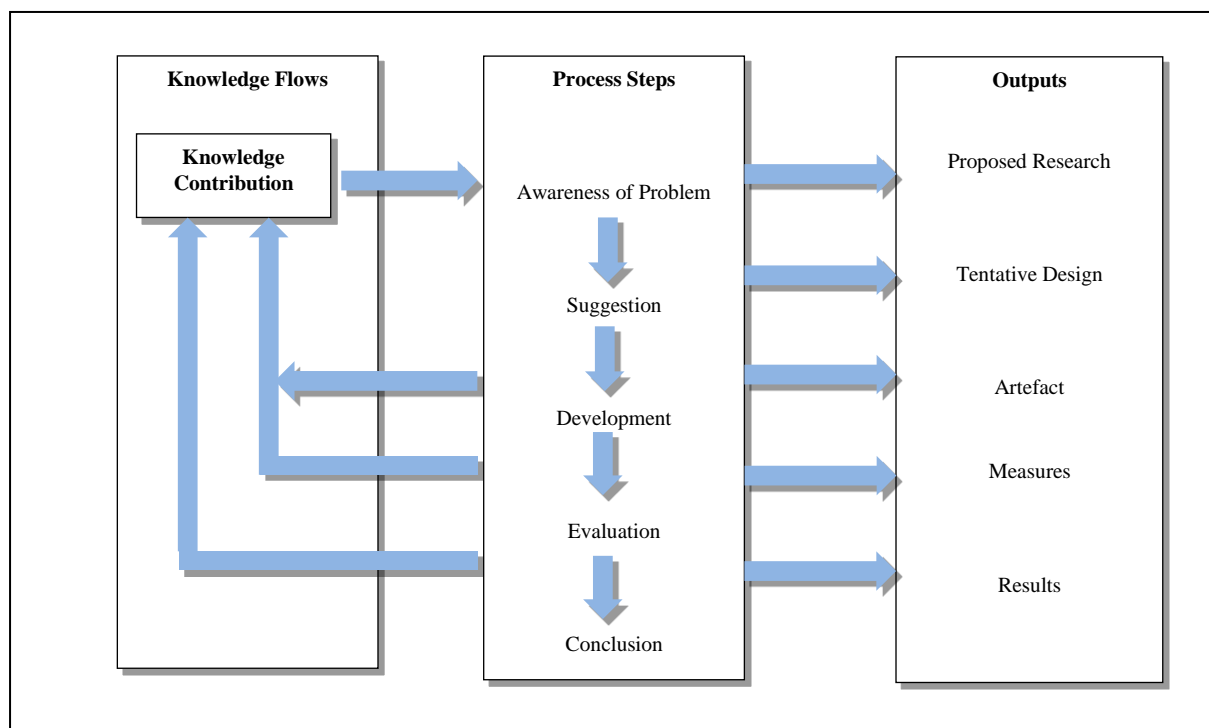 Knowledge Flows
Knowledge
Contribution
Process Steps
Awareness of Problem
Suggestion
Development
Evaluation
Conclusion
Outputs
Proposed Research
Tentative Design
Artefact
Measures
Results